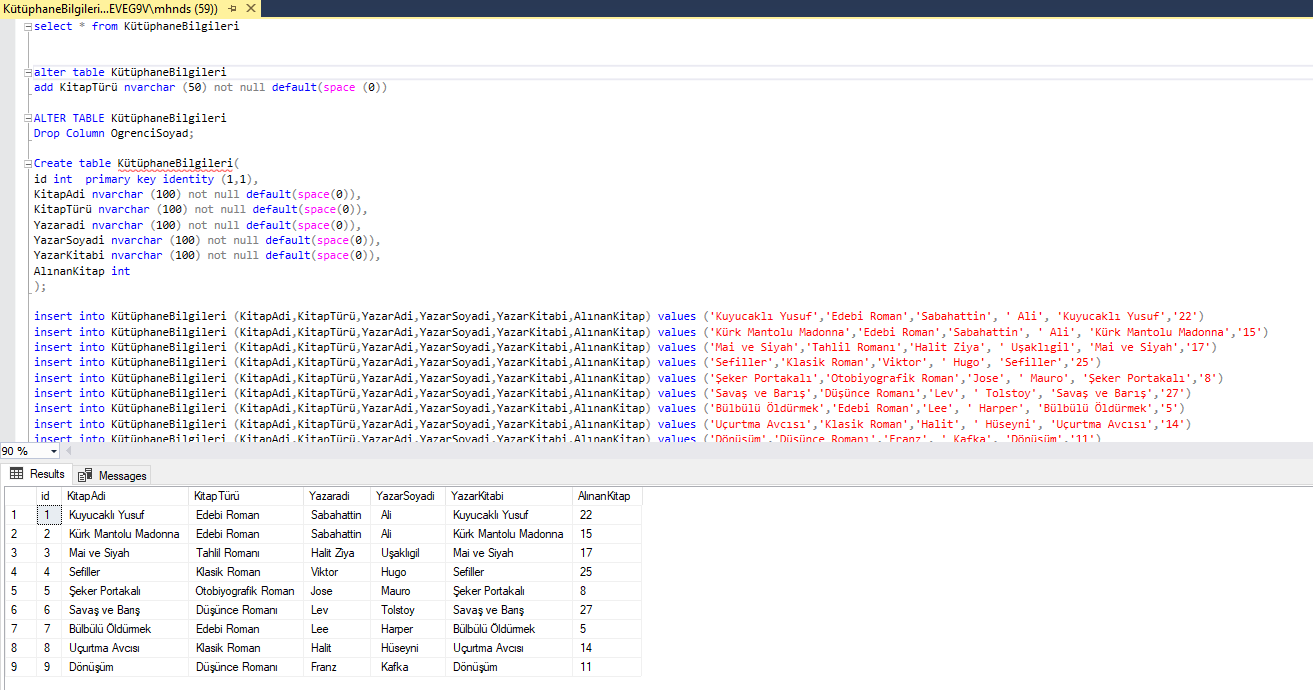 KütüphaneBilgileri...EVEG9V\mhnds (59))
select * from KütüphaneBilgileri
alter table KütüphaneBilgileri
add KitapTürü nvarchar (50) not null default(space (0))
ALTER TABLE KütüphaneBilgileri
Drop Column OgrenciSoyad;
Create table KütüphaneBilgileri(
id int  primary key identity (1,1),
KitapAdi nvarchar (100) not null default(space(0)),
KitapTürü nvarchar (100) not null default(space(0)),
Yazaradi nvarchar (100) not null default(space(0)),
YazarSoyadi nvarchar (100) not null default(space(0)),
YazarKitabi nvarchar (100) not null default(space(0)),
AlınanKitap int
);
insert into KütüphaneBilgileri (KitapAdi,KitapTürü,YazarAdi,YazarSoyadi,YazarKitabi,AlınanKitap) values ('Kuyucaklı Yusuf','Edebi Roman','Sabahattin', ' Ali', 'Kuyucaklı Yusuf','22')
insert into KütüphaneBilgileri (KitapAdi,KitapTürü,YazarAdi,YazarSoyadi,YazarKitabi,AlınanKitap) values ('Kürk Mantolu Madonna','Edebi Roman','Sabahattin', ' Ali', 'Kürk Mantolu Madonna','15')
insert into KütüphaneBilgileri (KitapAdi,KitapTürü,YazarAdi,YazarSoyadi,YazarKitabi,AlınanKitap) values ('Mai ve Siyah','Tahlil Romanı','Halit Ziya', ' Uşaklıgil', 'Mai ve Siyah','17')
insert into KütüphaneBilgileri (KitapAdi,KitapTürü,YazarAdi,YazarSoyadi,YazarKitabi,AlınanKitap) values ('Sefiller','Klasik Roman','Viktor', ' Hugo', 'Sefiller','25')
insert into KütüphaneBilgileri (KitapAdi,KitapTürü,YazarAdi,YazarSoyadi,YazarKitabi,AlınanKitap) values ('Şeker Portakalı','Otobiyografik Roman','Jose', ' Mauro', 'Şeker Portakalı','8')
insert into KütüphaneBilgileri (KitapAdi,KitapTürü,YazarAdi,YazarSoyadi,YazarKitabi,AlınanKitap) values ('Savaş ve Barış','Düşünce Romanı','Lev', ' Tolstoy', 'Savaş ve Barış','27')
insert into KütüphaneBilgileri (KitapAdi,KitapTürü,YazarAdi,YazarSoyadi,YazarKitabi,AlınanKitap) values ('Bülbülü Öldürmek','Edebi Roman','Lee', ' Harper', 'Bülbülü Öldürmek','5')
insert into KütüphaneBilgileri (KitapAdi,KitapTürü,YazarAdi,YazarSoyadi,YazarKitabi,AlınanKitap) values ('Uçurtma Avcısı','Klasik Roman','Halit', ' Hüseyni', 'Uçurtma Avcısı','14')
insert into KütüphaneBilgileri (KitapAdi,KitapTürü,YazarAdi,YazarSoyadi,YazarKitabi,AlınanKitap) values ('Dönüşüm','Düşünce Romanı','Franz', ' Kafka', 'Dönüşüm','11')
90 %
Results Messages
id KitapAdi KitapTürü Yazaradi YazarSoyadi YazarKitabi AlınanKitap
1 1 Kuyucaklı Yusuf Edebi Roman Sabahattin Ali Kuyucaklı Yusuf 22
2 2 Kürk Mantolu Madonna Edebi Roman Sabahattin Ali Kürk Mantolu Madonna 15
3 3 Mai ve Siyah Tahlil Romanı Halit Ziya Uşaklıgil Mai ve Siyah 17
4 4 Sefiller Klasik Roman Viktor Hugo Sefiller 25
5 5 Şeker Portakalı Otobiyografik Roman Jose Mauro Şeker Portakalı 8
6 6 Savaş ve Barış Düşünce Romanı Lev Tolstoy Savaş ve Barış 27
7 7 Bülbülü Öldürmek Edebi Roman Lee Harper Bülbülü Öldürmek 5
8 8 Uçurtma Avcısı Klasik Roman Halit Hüseyni Uçurtma Avcısı 14
9 9 Dönüşüm Düşünce Romanı Franz Kafka Dönüşüm 11